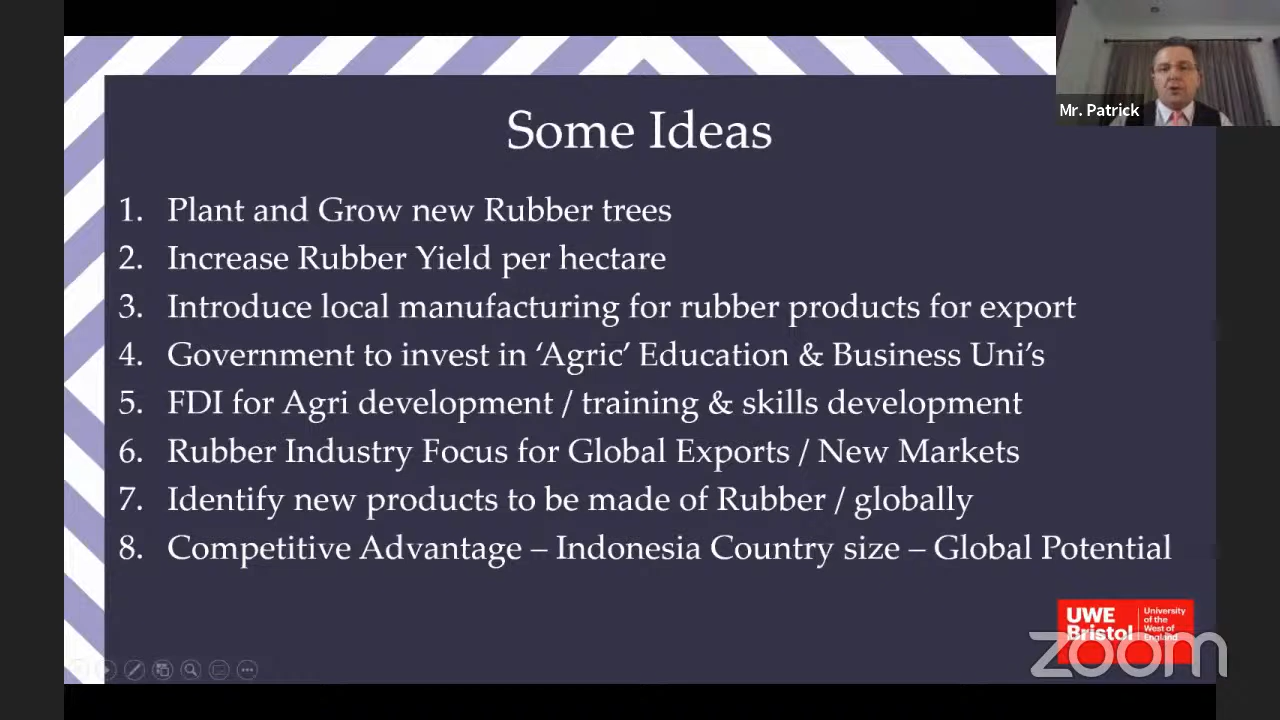 Mr. Patrick
Some Ideas
1. Plant and Grow new Rubber trees
2. Increase Rubber Yield per hectare
3. Introduce local manufacturing for rubber products for export
4. Government to invest in ‘Agric’ Education & Business Uni’s
5. FDI for Agri development / training & skills development
6. Rubber Industry Focus for Global Exports / New Markets
7. Identify new products to be made of Rubber / globally
8. Competitive Advantage – Indonesia Country size – Global Potential
UWE
Bristol
University
of the
West of
England
zoom